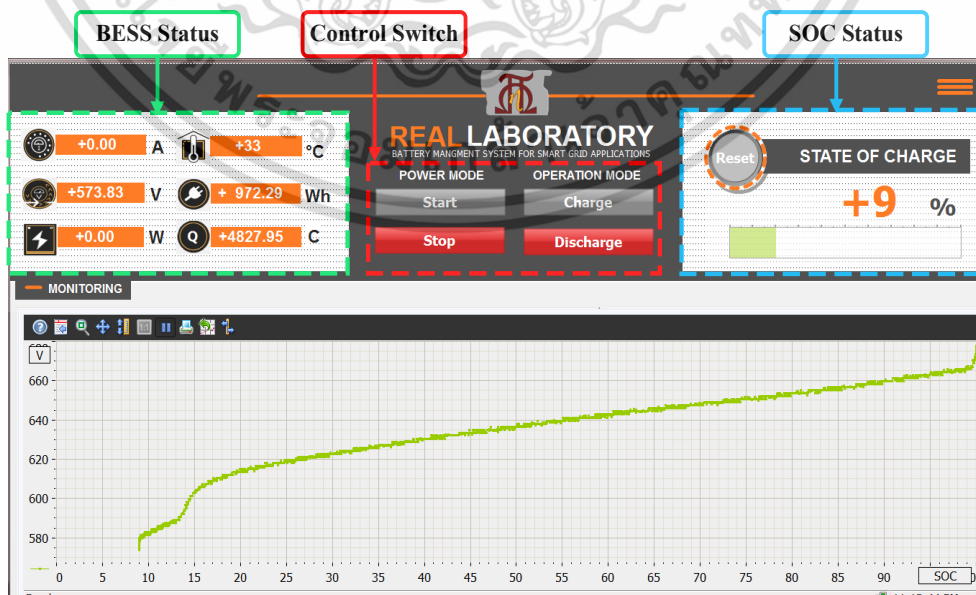 BESS Status
Control Switch
SOC Status
+0.00 A
+33 °C
+573.83 V
+ 972.29 Wh
+0.00 W
Q +4827.95 C
REAL LABORATORY
BATTERY MANGMENT SYSTEM FOR SMART GRID APPLICATIONS
POWER MODE OPERATION MODE
Start Charge
Stop Discharge
Reset
STATE OF CHARGE
+9 %
MONITORING
V
660
640
620
600
580
0 5 10 15 20 25 30 35 40 45 50 55 60 65 70 75 80 85 90 SOC